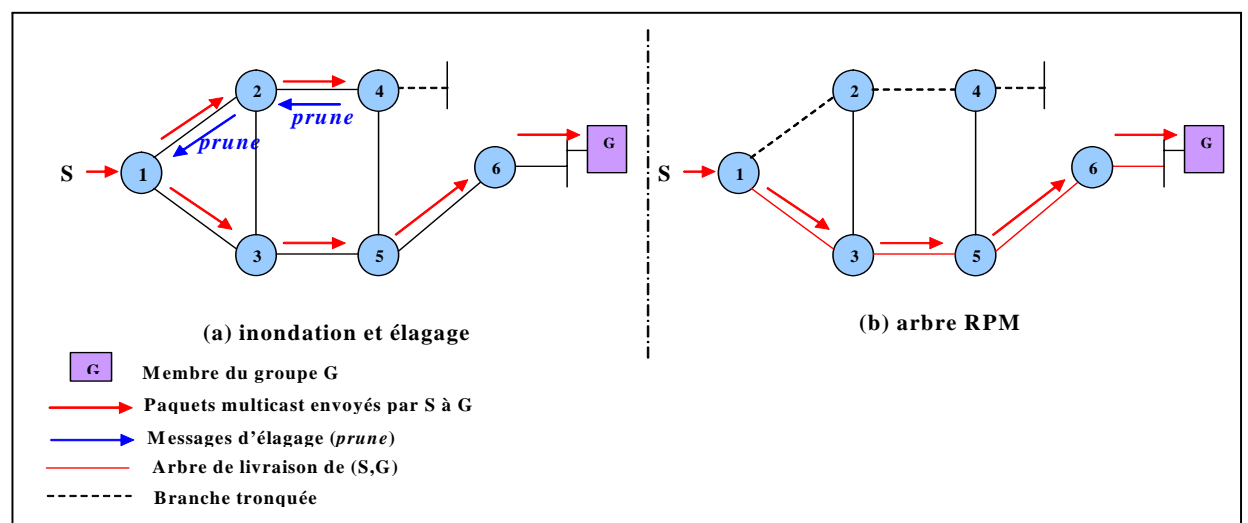 2
4
prune
prune
S
1
3
5
6
G
(a) inondation et élagage
2
4
S
1
3
5
6
G
(b) arbre RPM
G
Membre du groupe G
Paquets multicast envoyés par S à G
Messages d'élagage (prune)
Arbre de livraison de (S,G)
Branche tronquée